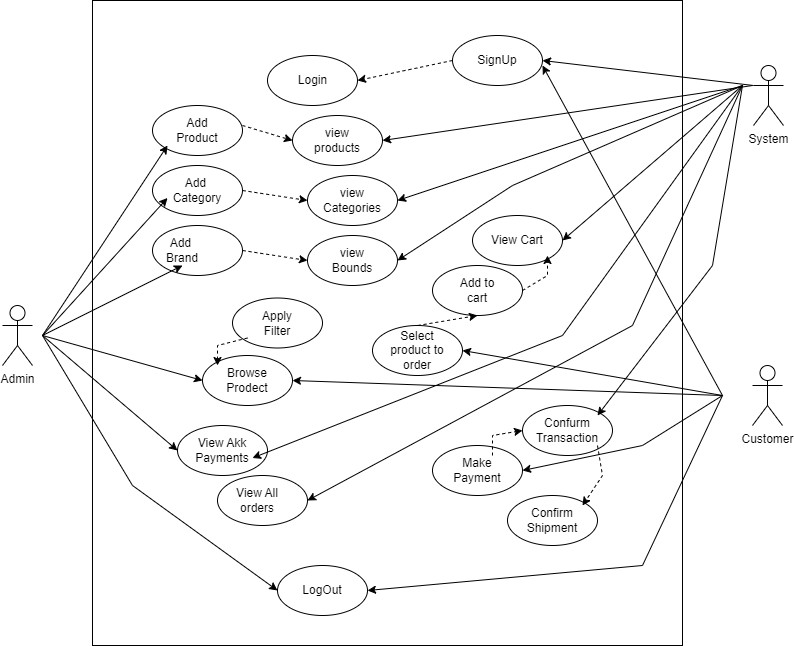 SignUp
Login
System
Add
Product
view
products
Add
Category
view
Categories
Add
Brand
view
Bounds
View Cart
Add to
cart
Apply
Filter
Select
product to
order
Admin
Browse
Prodect
Customer
View Akk
Payments
Confurm
Transaction
Make
Payment
View All
orders
Confirm
Shipment
LogOut